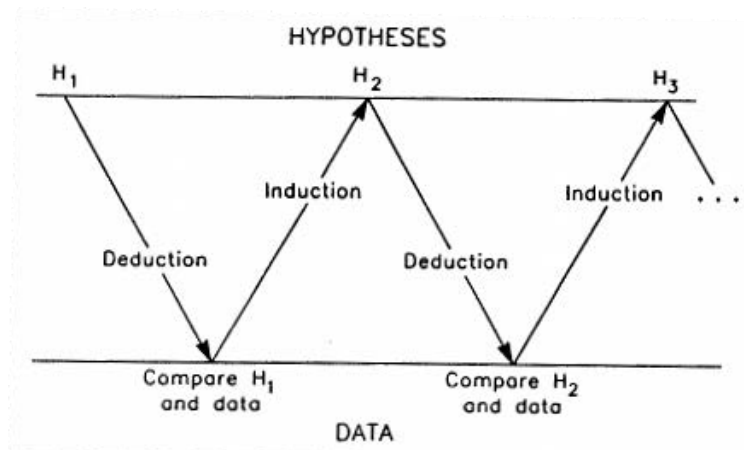 HYPOTHESES
H1 H2 H3
Induction Induction ...
Deduction Deduction
Compare H1 Compare H2
and data and data
DATA